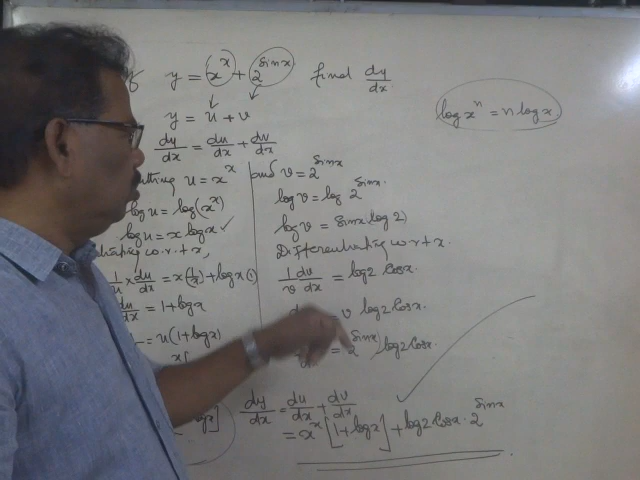 y = x^x + 2^sinx find dy/dx
log x^n = n log x
y = u + v
dy/dx = du/dx + dv/dx
u = x^x
log u = log(x^x)
log u = x log x
w.r.t x,
1/u × du/dx = x(1/x) + log x (1)
du/dx = 1 + log x
= u(1 + log x)
and v = 2^sinx
log v = log 2^sinx.
log v = sinx (log 2)
Differentiating w.r.t x.
1/v dv/dx = log 2 cosx.
= v log 2 cosx.
= 2^sinx log 2 cosx.
dy/dx = du/dx + dv/dx
= x^x [1 + log x] + log 2 cosx. 2^sinx